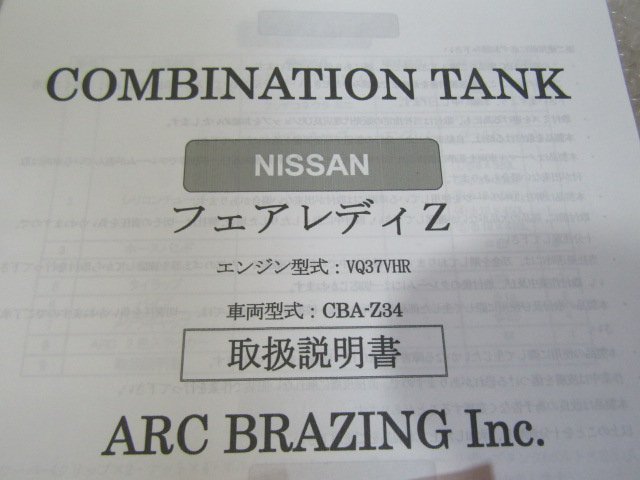 COMBINATION TANK
NISSAN
フェアレディZ
エンジン型式：VQ37VHR
車両型式：CBA-Z34
取扱説明書
ARC BRAZING Inc.